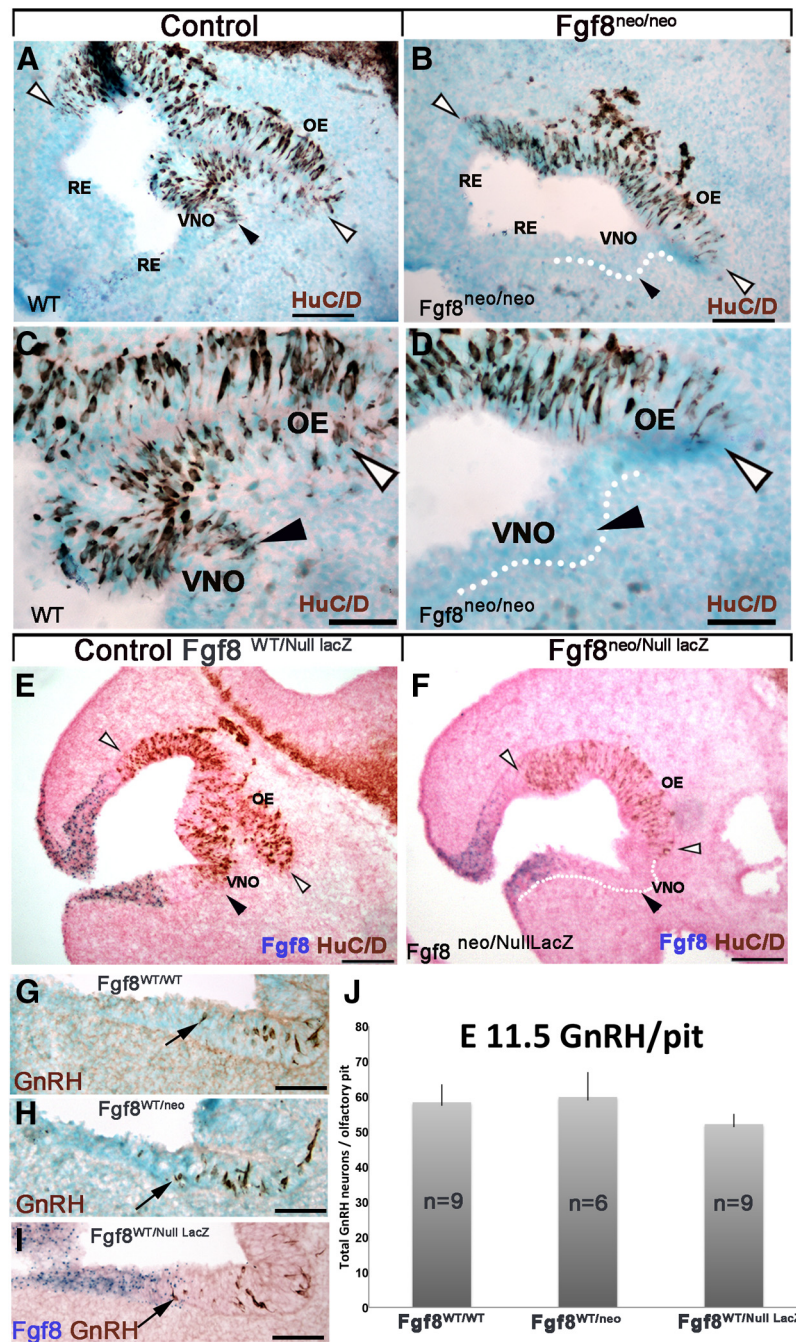 Control
Fgf8neo/neo
A
OE
RE
VNO
RE
WT
HuC/D
B
OE
RE
RE
VNO
Fgf8neo/neo
HuC/D
C
OE
VNO
WT
HuC/D
D
OE
VNO
Fgf8neo/neo
HuC/D
Control Fgf8 WT/Null lacZ
Fgf8neo/Null lacZ
E
OE
VNO
Fgf8 HuC/D
F
OE
VNO
Fgf8 neo/NullLacZ
Fgf8 HuC/D
G
Fgf8WT/WT
GnRH
H
Fgf8WT/neo
GnRH
I
Fgf8WT/Null LacZ
Fgf8 GnRH
J
E 11.5 GnRH/pit
Total GnRH neurons / olfactory pit
80
70
60
50
40
30
20
10
0
n=9
n=6
n=9
Fgf8WT/WT
Fgf8WT/neo
Fgf8WT/Null LacZ